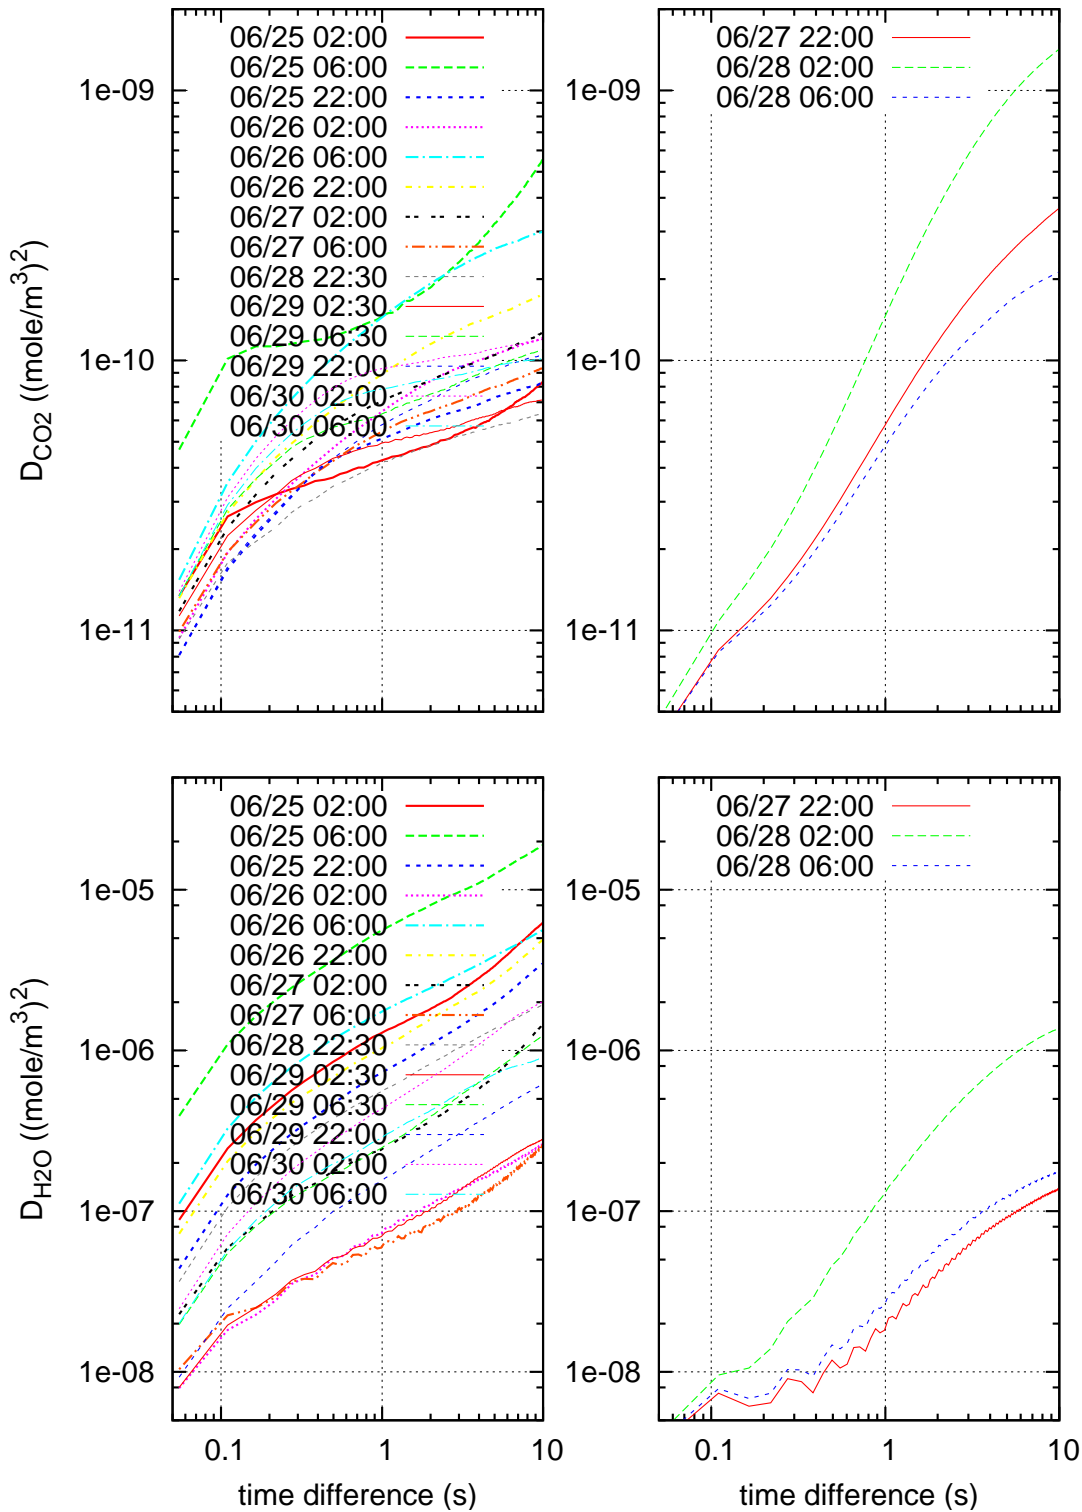 06/25 02:00
06/25 06:00
06/25 22:00
06/26 02:00
06/26 06:00
06/26 22:00
06/27 02:00
06/27 06:00
06/28 22:30
06/29 02:30
06/29 06:30
06/29 22:00
06/30 02:00
06/30 06:00
1e-09
1e-10
1e-11
D_CO2 ((mole/m^3)^2)
06/27 22:00
06/28 02:00
06/28 06:00
1e-09
1e-10
1e-11
06/25 02:00
06/25 06:00
06/25 22:00
06/26 02:00
06/26 06:00
06/26 22:00
06/27 02:00
06/27 06:00
06/28 22:30
06/29 02:30
06/29 06:30
06/29 22:00
06/30 02:00
06/30 06:00
1e-05
1e-06
1e-07
1e-08
D_H2O ((mole/m^3)^2)
0.1 1 10
time difference (s)
06/27 22:00
06/28 02:00
06/28 06:00
1e-05
1e-06
1e-07
1e-08
0.1 1 10
time difference (s)